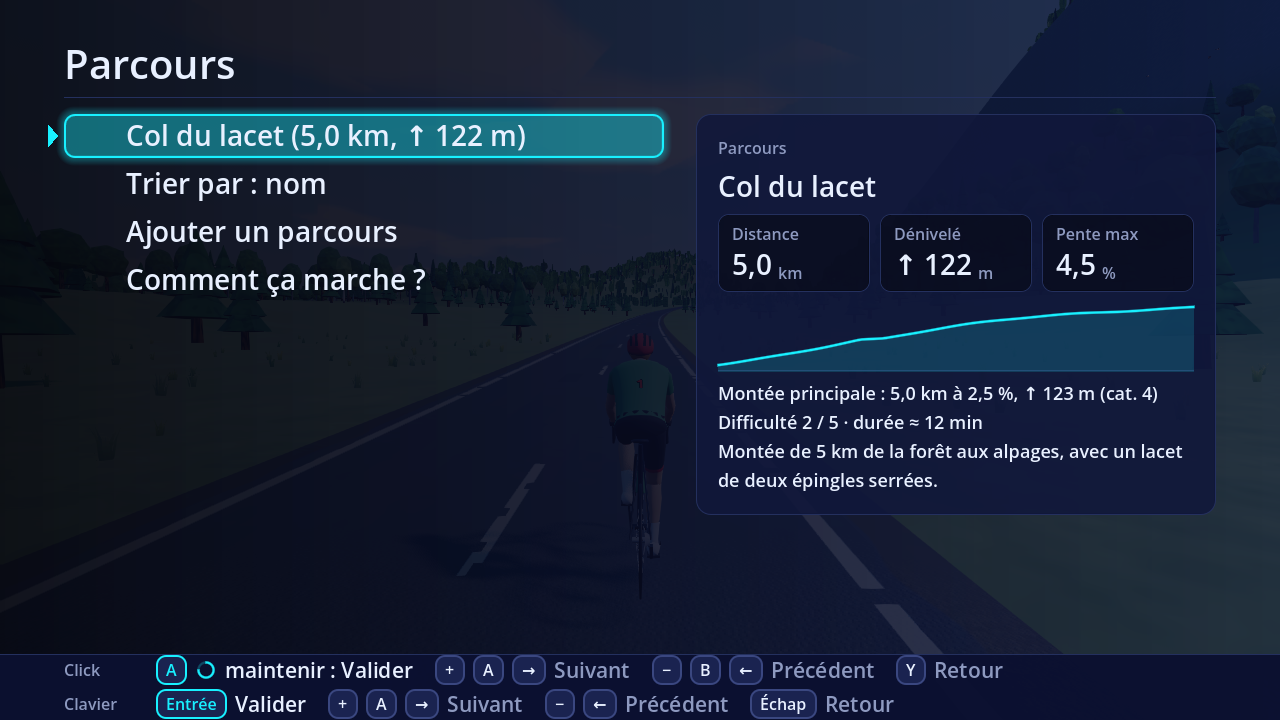 Parcours
Col du lacet (5,0 km, ↑ 122 m)
Trier par : nom
Ajouter un parcours
Comment ça marche ?
Parcours
Col du lacet
Distance
5,0 km
Dénivelé
↑ 122 m
Pente max
4,5 %
Montée principale : 5,0 km à 2,5 %, ↑ 123 m (cat. 4)
Difficulté 2 / 5 · durée ≈ 12 min
Montée de 5 km de la forêt aux alpages, avec un lacet
de deux épingles serrées.
Click A maintenir : Valider + A → Suivant − B ← Précédent Y Retour
Clavier Entrée Valider + A → Suivant − ← Précédent Échap Retour